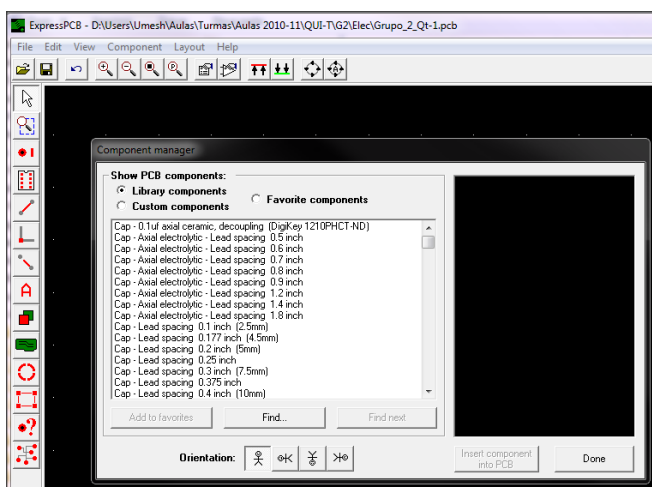 ExpressPCB - D:\Users\Umesh\Aulas\Turmas\Aulas 2010-11\QUI-T\G2\Elec\Grupo_2_Qt-1.pcb
File Edit View Component Layout Help
Component manager
Show PCB components:
Library components
Favorite components
Custom components
Cap - 0.1uf axial ceramic, decoupling (DigiKey 1210PHCT-ND)
Cap - Axial electrolytic - Lead spacing 0.5 inch
Cap - Axial electrolytic - Lead spacing 0.6 inch
Cap - Axial electrolytic - Lead spacing 0.7 inch
Cap - Axial electrolytic - Lead spacing 0.8 inch
Cap - Axial electrolytic - Lead spacing 0.9 inch
Cap - Axial electrolytic - Lead spacing 1.2 inch
Cap - Axial electrolytic - Lead spacing 1.4 inch
Cap - Axial electrolytic - Lead spacing 1.8 inch
Cap - Lead spacing 0.1 inch (2.5mm)
Cap - Lead spacing 0.177 inch (4.5mm)
Cap - Lead spacing 0.2 inch (5mm)
Cap - Lead spacing 0.25 inch
Cap - Lead spacing 0.3 inch (7.5mm)
Cap - Lead spacing 0.375 inch
Cap - Lead spacing 0.4 inch (10mm)
Add to favorites
Find...
Find next
Orientation:
Insert component
into PCB
Done